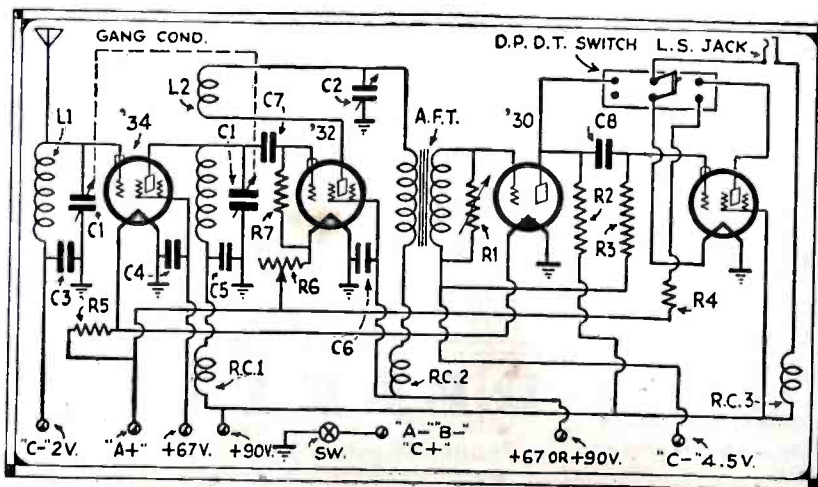 GANG COND.
D.P.D.T. SWITCH
L.S. JACK
L2
C2
L1
'34
C7
'32
A.F.T.
'30
C8
C1
C1
R7
R2
R3
R1
C3
C4
C5
R6
R4
R5
C6
R.C.1
R.C.2
R.C.3
"C-"2V.
"A+"
+67V.
+90V.
SW.
"A-" "B-"
"C+"
+67 OR +90V.
"C-" 4.5V.